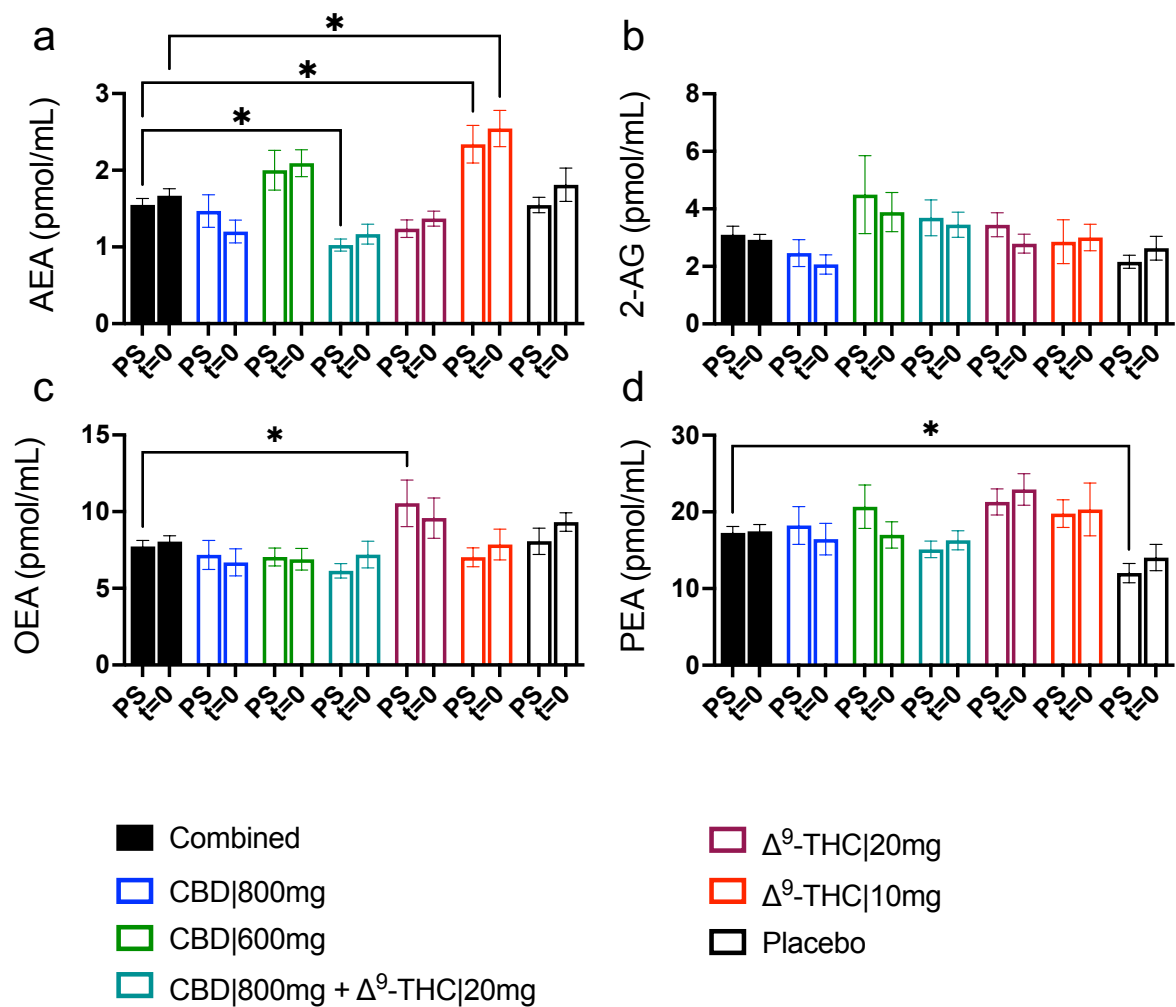 a
AEA (pmol/mL)
3
2
1
0
* * *
PS t=0 PS t=0 PS t=0 PS t=0 PS t=0 PS t=0 PS t=0
b
2-AG (pmol/mL)
8
6
4
2
0
PS t=0 PS t=0 PS t=0 PS t=0 PS t=0 PS t=0 PS t=0
c
OEA (pmol/mL)
15
10
5
0
*
PS t=0 PS t=0 PS t=0 PS t=0 PS t=0 PS t=0 PS t=0
d
PEA (pmol/mL)
30
20
10
0
*
PS t=0 PS t=0 PS t=0 PS t=0 PS t=0 PS t=0 PS t=0
Combined
CBD|800mg
CBD|600mg
CBD|800mg + Δ⁹-THC|20mg
Δ⁹-THC|20mg
Δ⁹-THC|10mg
Placebo